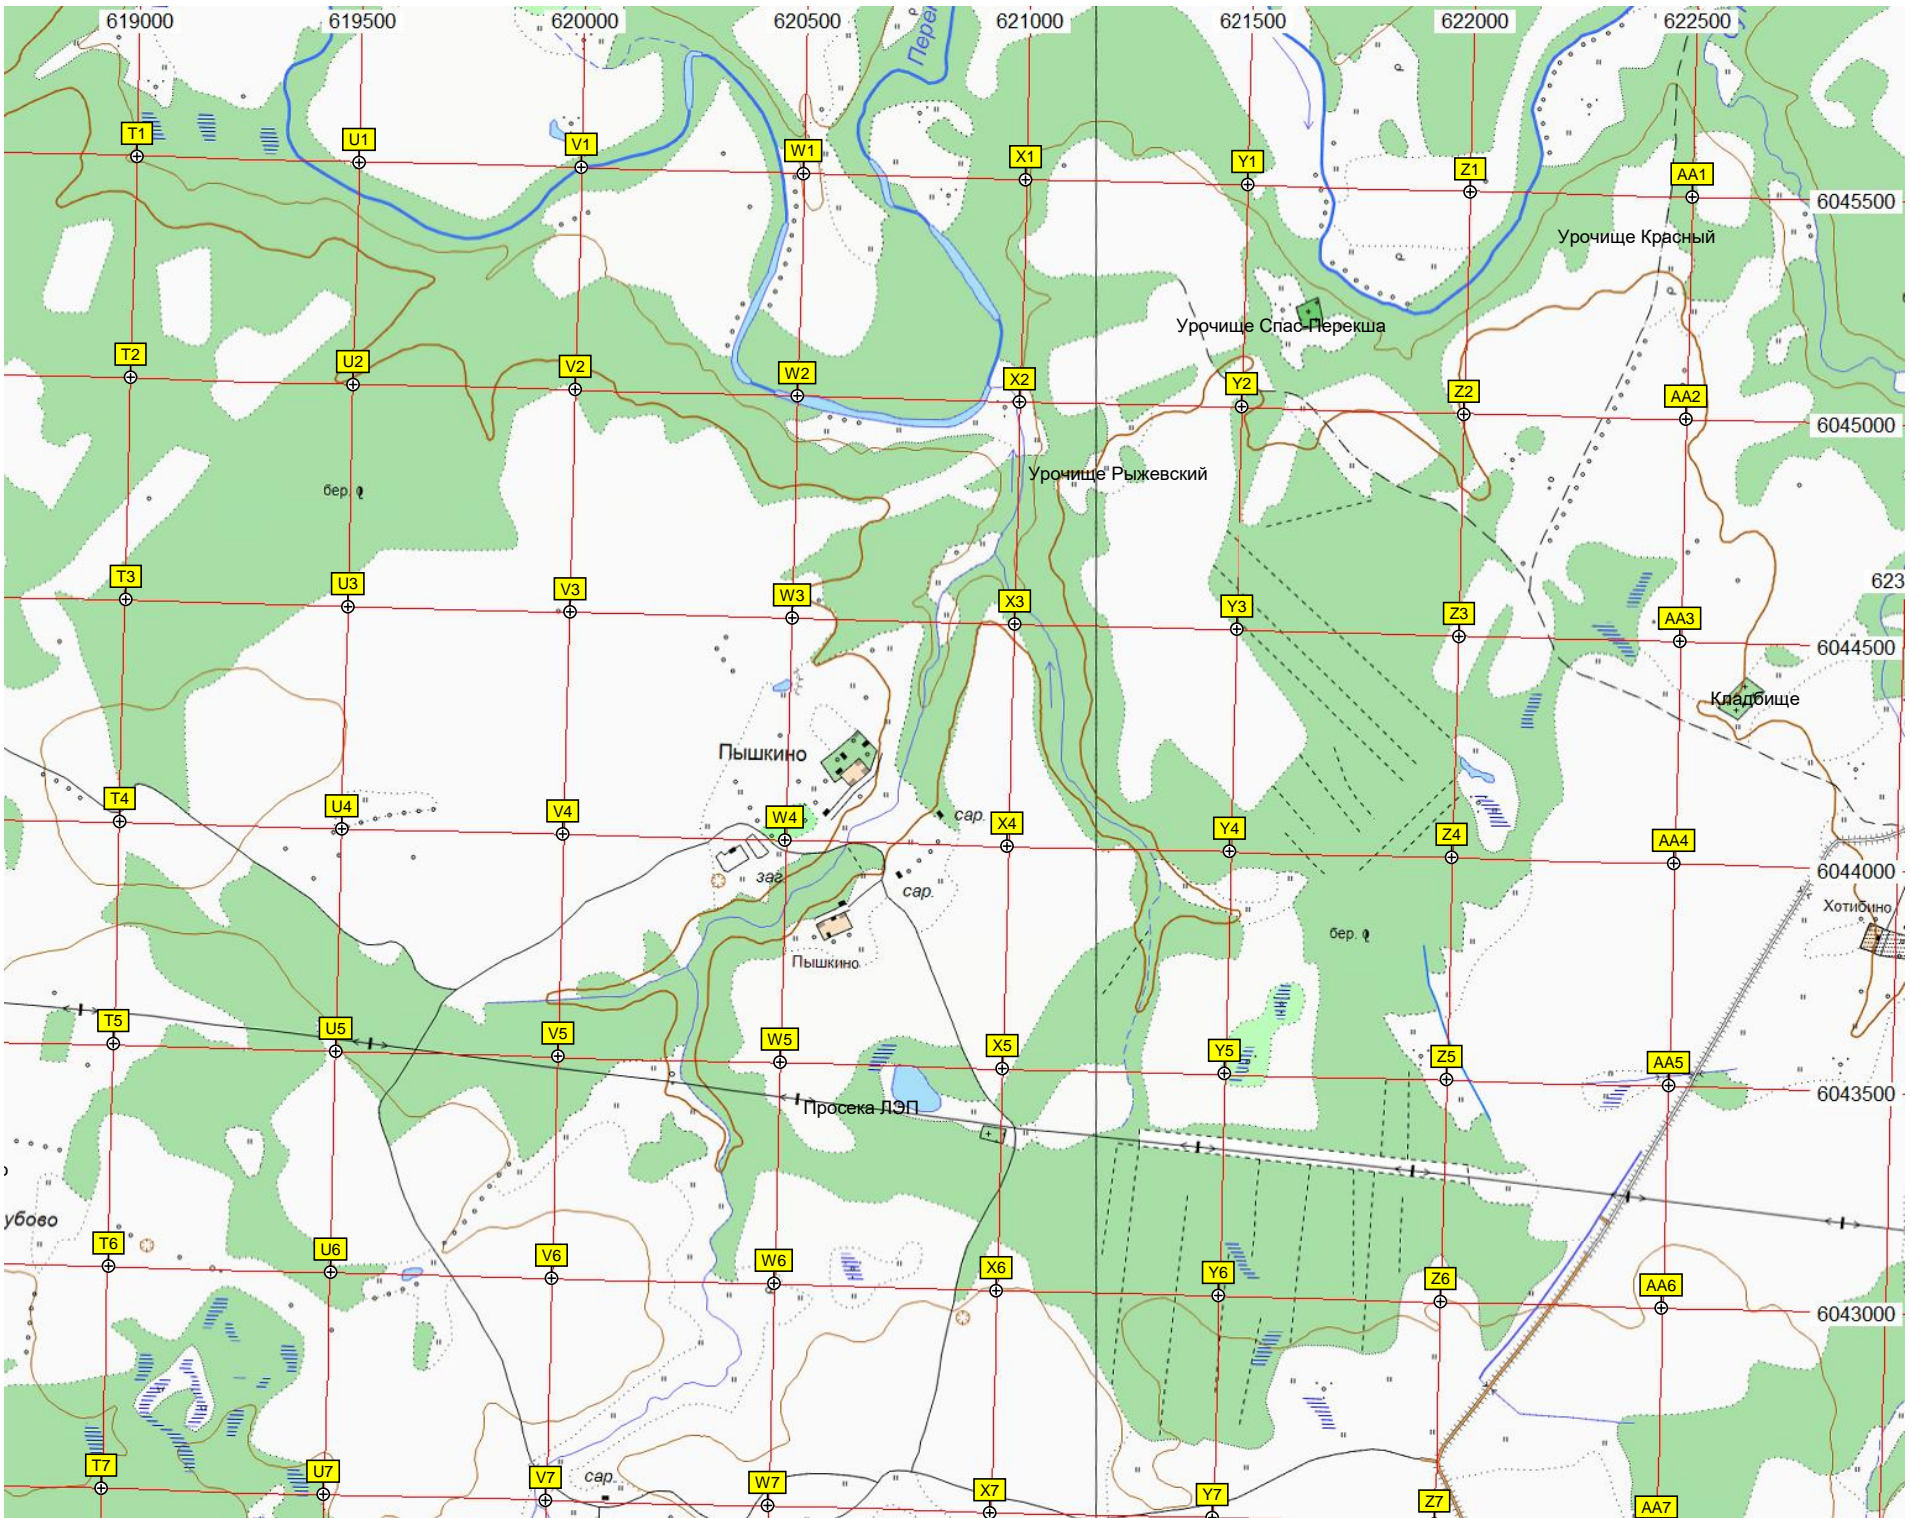 619000 619500 620000 620500 621000 621500 622000 622500
Пере
T1 U1 V1 W1 X1 Y1 Z1 AA1
6045500
Урочище Красный
Урочище Спас-Перекша
T2 U2 V2 W2 X2 Y2 Z2 AA2
6045000
Урочище Рыжевский
бер.
T3 U3 V3 W3 X3 Y3 Z3 AA3
623
6044500
Кладбище
Пышкино
T4 U4 V4 W4 X4 Y4 Z4 AA4
сар.
6044000
заг.
сар.
Хотибино
бер.
Пышкино
T5 U5 V5 W5 X5 Y5 Z5 AA5
6043500
Просека ЛЭП
убово
T6 U6 V6 W6 X6 Y6 Z6 AA6
6043000
T7 U7 V7 W7 X7 Y7 Z7 AA7
сар.